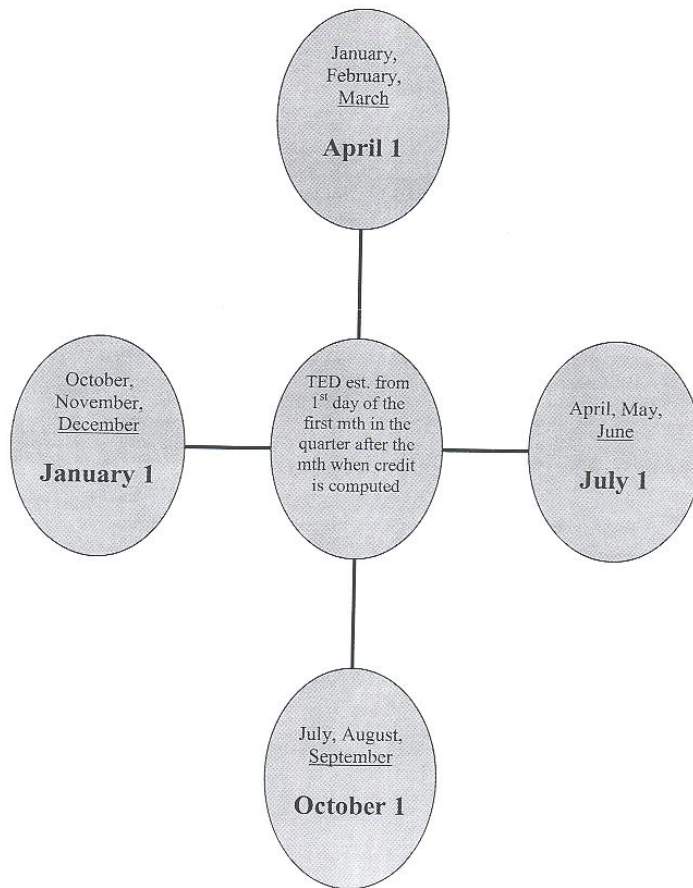 January,
February,
March
April 1
October,
November,
December
January 1
TED est. from
1st day of the
first mth in the
quarter after the
mth when credit
is computed
April, May,
June
July 1
July, August,
September
October 1